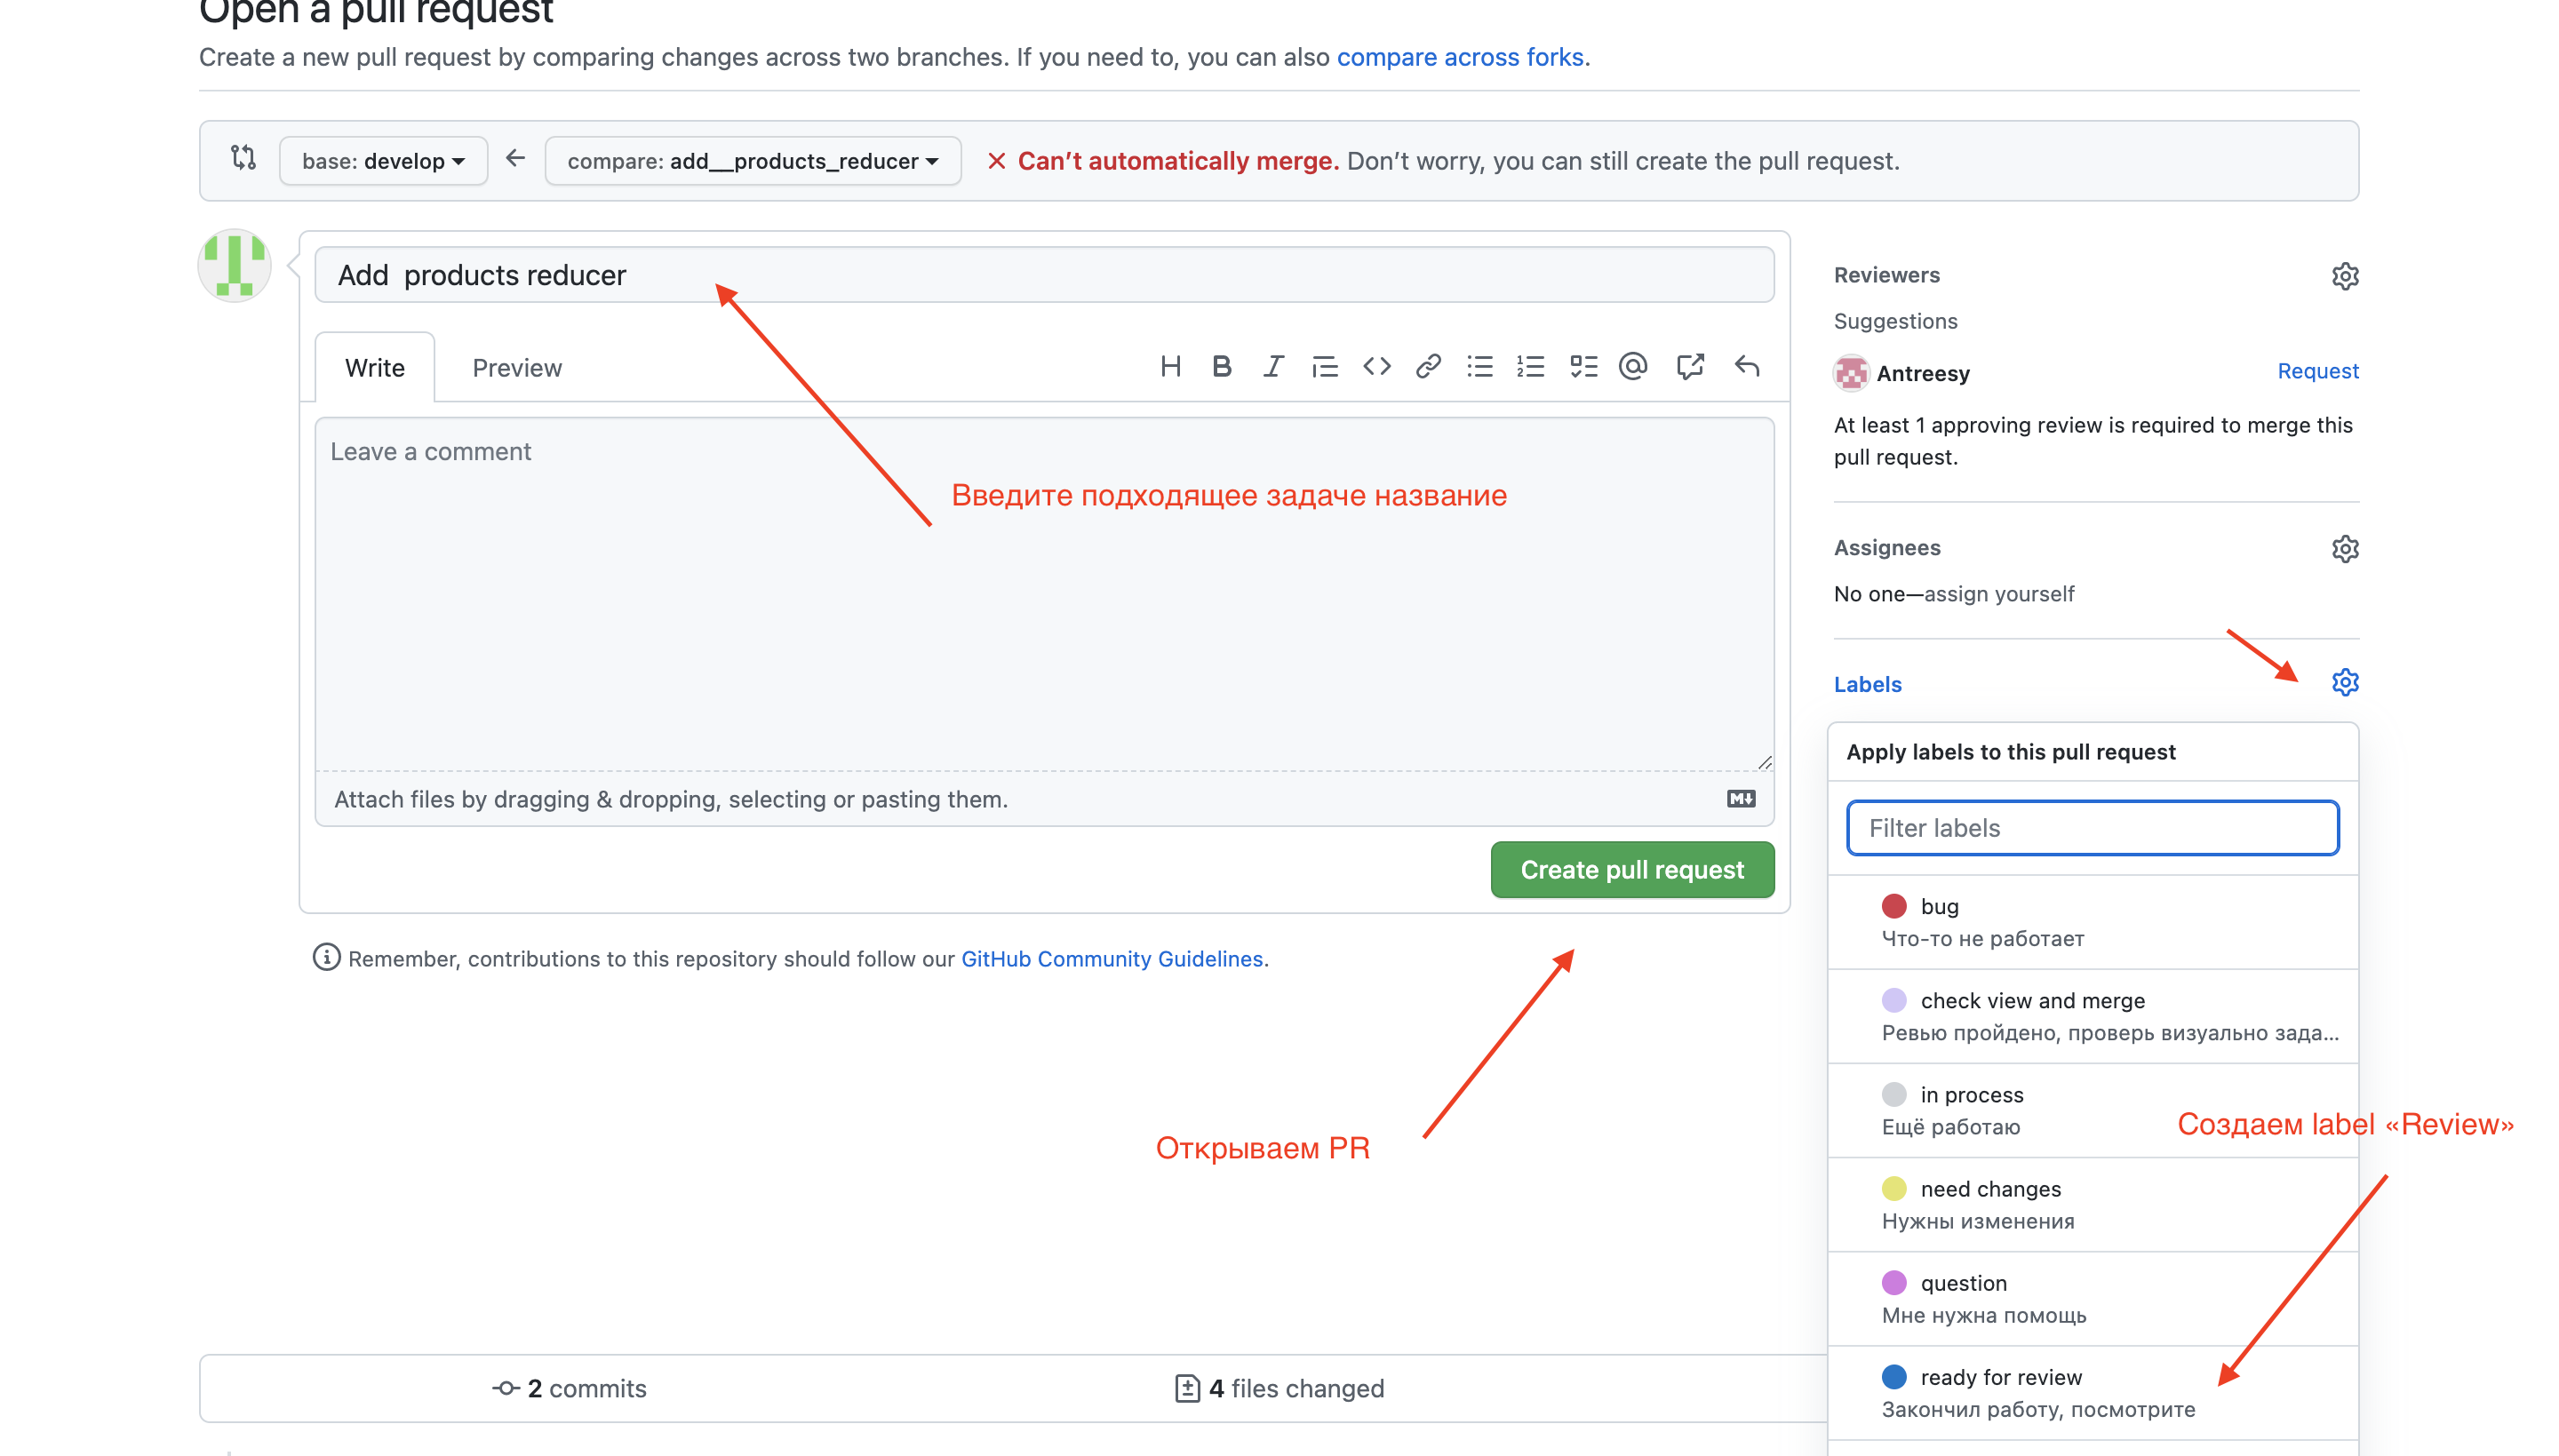 Open a pull request
Create a new pull request by comparing changes across two branches. If you need to, you can also compare across forks.
base: develop
compare: add__products_reducer
Can’t automatically merge. Don’t worry, you can still create the pull request.
Add  products reducer
Write
Preview
Leave a comment
Введите подходящее задаче название
Attach files by dragging & dropping, selecting or pasting them.
Create pull request
Remember, contributions to this repository should follow our GitHub Community Guidelines.
Открываем PR
2 commits
4 files changed
Reviewers
Suggestions
Antreesy
Request
At least 1 approving review is required to merge this
pull request.
Assignees
No one—assign yourself
Labels
Apply labels to this pull request
Filter labels
bug
Что-то не работает
check view and merge
Ревью пройдено, проверь визуально зада...
in process
Ещё работаю
Создаем label «Review»
need changes
Нужны изменения
question
Мне нужна помощь
ready for review
Закончил работу, посмотрите